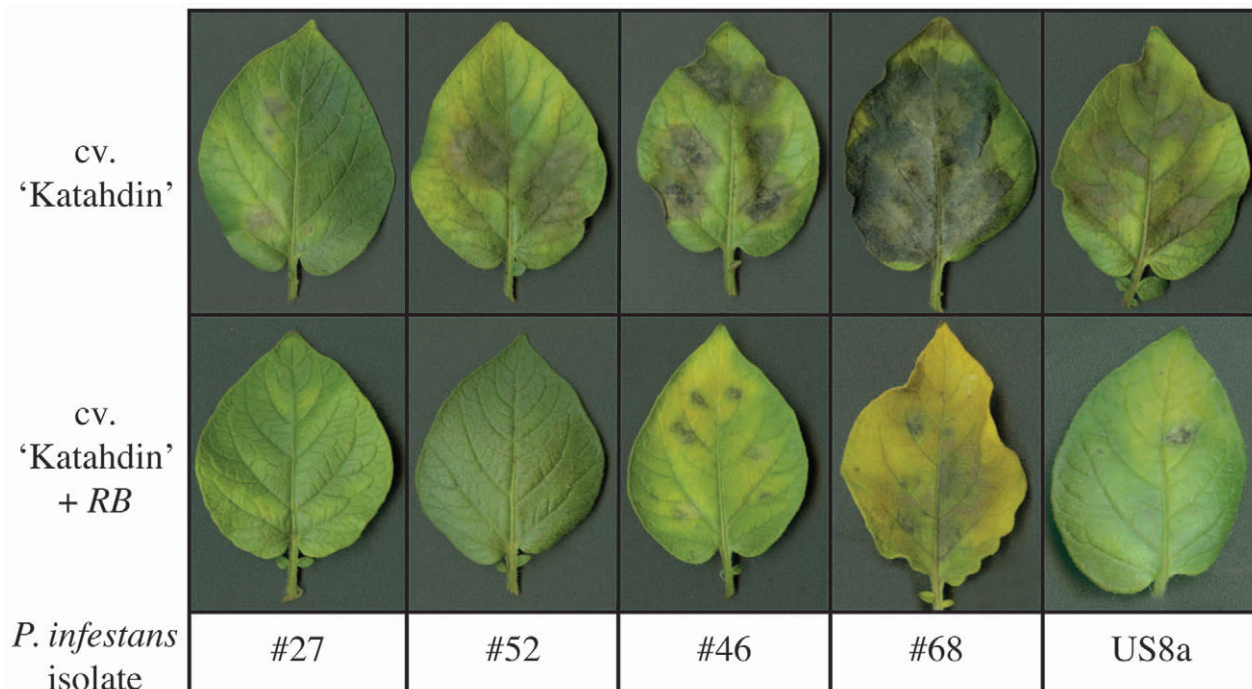 cv.
‘Katahdin’
cv.
‘Katahdin’
+ RB
P. infestans
isolate
#27
#52
#46
#68
US8a